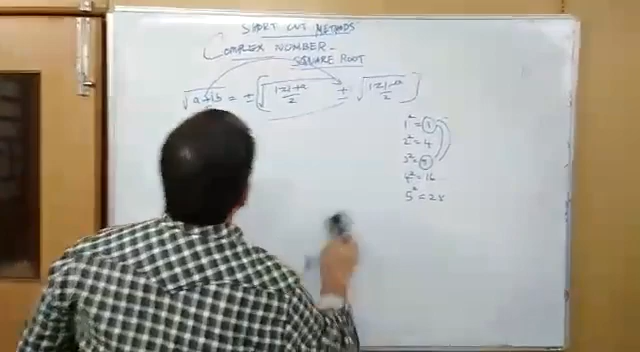 SHORT CUT METHODS
COMPLEX NUMBER -
SQUARE ROOT
√a+ib = ± [√|z|+a/2 ± √|z|-a/2]
1² = 1
2² = 4
3² = 9
4² = 16
5² = 25